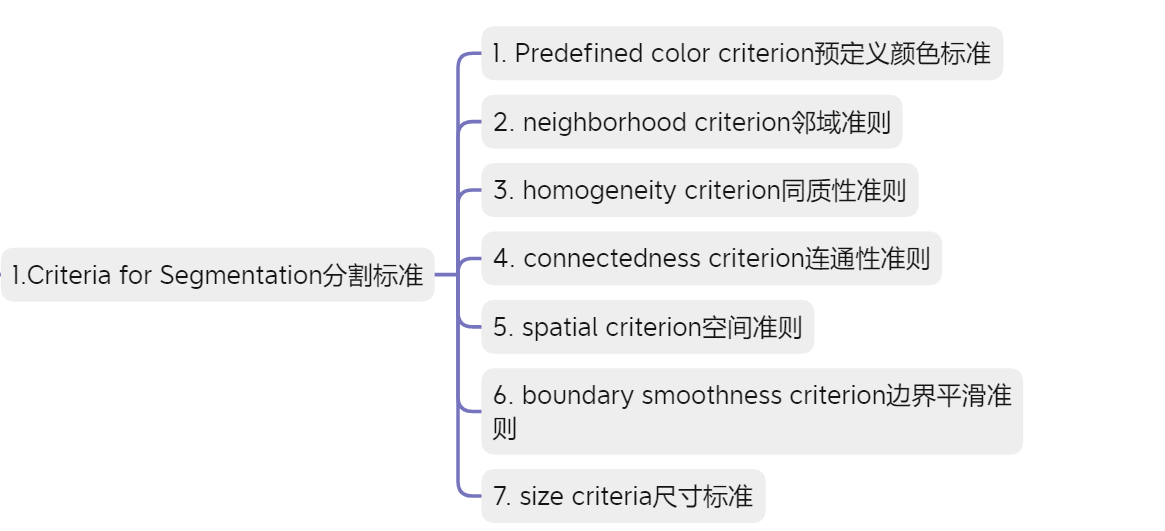 1. Predefined color criterion预定义颜色标准
2. neighborhood criterion邻域准则
3. homogeneity criterion同质性准则
4. connectedness criterion连通性准则
1.Criteria for Segmentation分割标准
5. spatial criterion空间准则
6. boundary smoothness criterion边界平滑准
则
7. size criteria尺寸标准